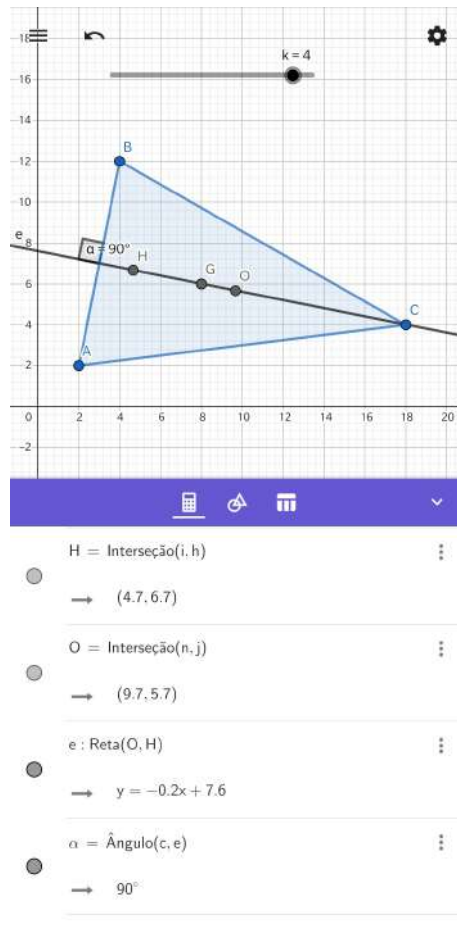 18
k = 4
16
14
B
12
10
e
8
α = 90°
H
G
O
6
C
4
A
2
0 2 4 6 8 10 12 14 16 18 20
−2
H = Interseção(i, h)
→ (4.7, 6.7)
O = Interseção(n, j)
→ (9.7, 5.7)
e : Reta(O, H)
→ y = −0.2x + 7.6
α = Ângulo(c, e)
→ 90°